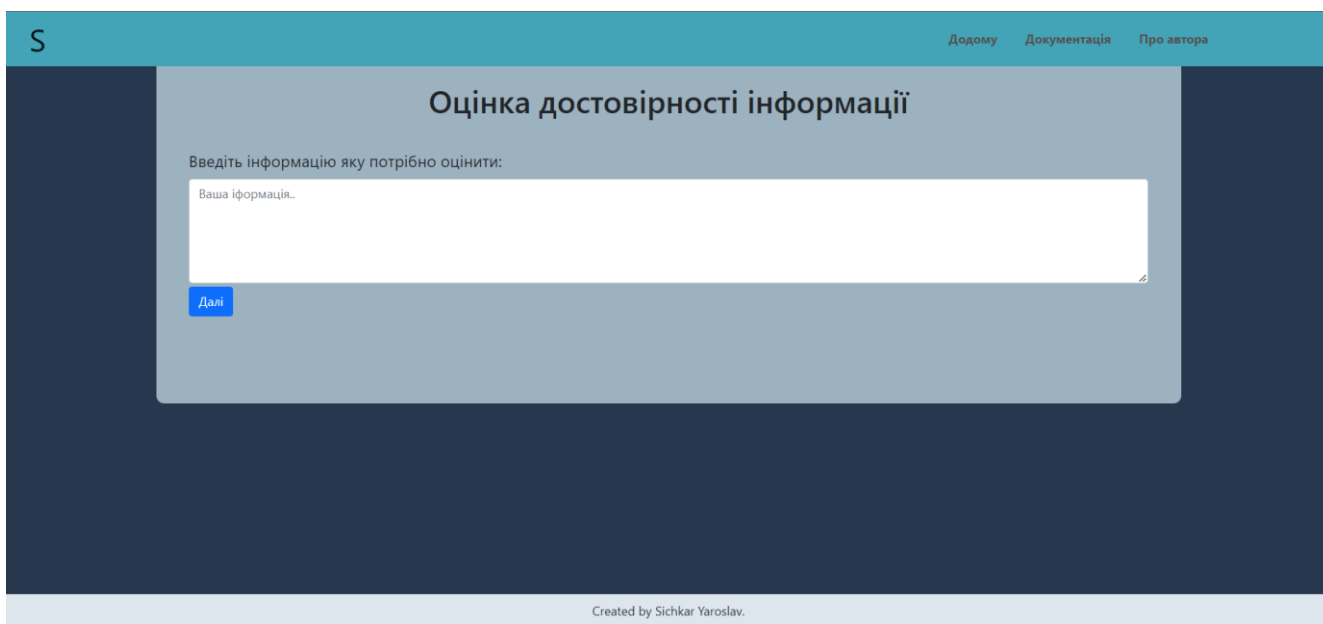 S
Додому Документація Про автора
Оцінка достовірності інформації
Введіть інформацію яку потрібно оцінити:
Ваша іформація..
Далі
Created by Sichkar Yaroslav.